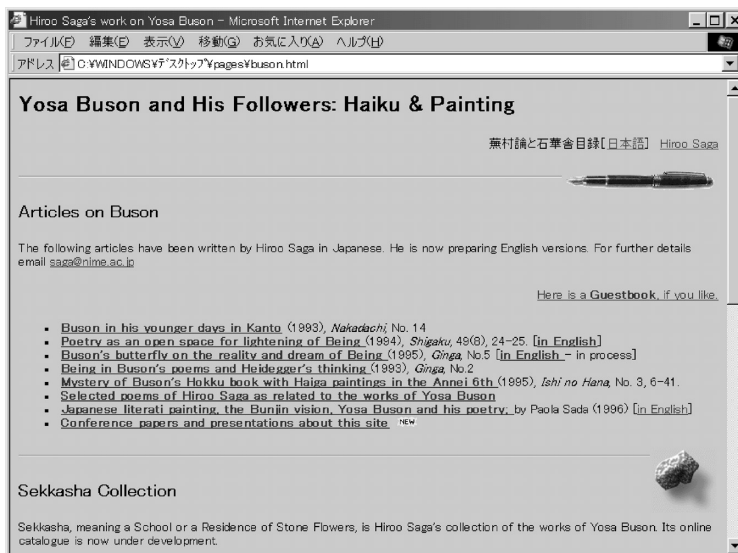 Hiroo Saga's work on Yosa Buson - Microsoft Internet Explorer
ファイル(F) 編集(E) 表示(V) 移動(G) お気に入り(A) ヘルプ(H)
アドレス C:¥WINDOWS¥ﾃﾞｽｸﾄｯﾌﾟ¥pages¥buson.html
Yosa Buson and His Followers: Haiku & Painting
蕪村論と石華舎目録[日本語] Hiroo Saga
Articles on Buson
The following articles have been written by Hiroo Saga in Japanese. He is now preparing English versions. For further details
email saga@nime.ac.jp
Here is a Guestbook, if you like.
Buson in his younger days in Kanto (1993), Nakadachi, No. 14
Poetry as an open space for lightening of Being (1994), Shigaku, 49(8), 24-25. [in English]
Buson's butterfly on the reality and dream of Being (1995), Ginga, No.5 [in English - in process]
Being in Buson's poems and Heidegger's thinking (1993), Ginga, No.2
Mystery of Buson's Hokku book with Haiga paintings in the Annei 6th (1995), Ishi no Hana, No. 3, 6-41.
Selected poems of Hiroo Saga as related to the works of Yosa Buson
Japanese literati painting, the Bunjin vision, Yosa Buson and his poetry; by Paola Sada (1996) [in English]
Conference papers and presentations about this site NEW
Sekkasha Collection
Sekkasha, meaning a School or a Residence of Stone Flowers, is Hiroo Saga's collection of the works of Yosa Buson. Its online
catalogue is now under development.